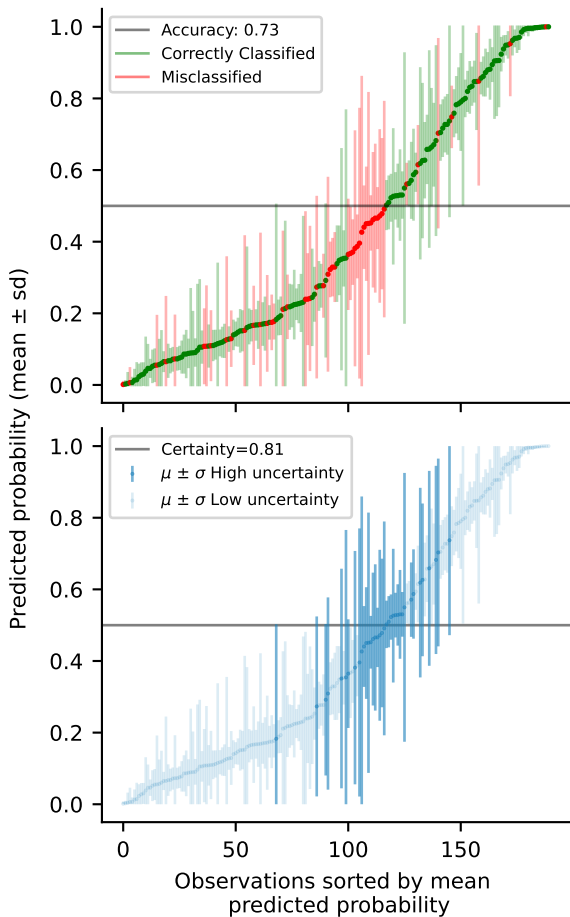 Accuracy: 0.73
Correctly Classified
Misclassified
1.0
0.8
0.6
0.4
0.2
0.0
Predicted probability (mean ± sd)
Certainty=0.81
μ ± σ High uncertainty
μ ± σ Low uncertainty
1.0
0.8
0.6
0.4
0.2
0.0
0 50 100 150
Observations sorted by mean
predicted probability